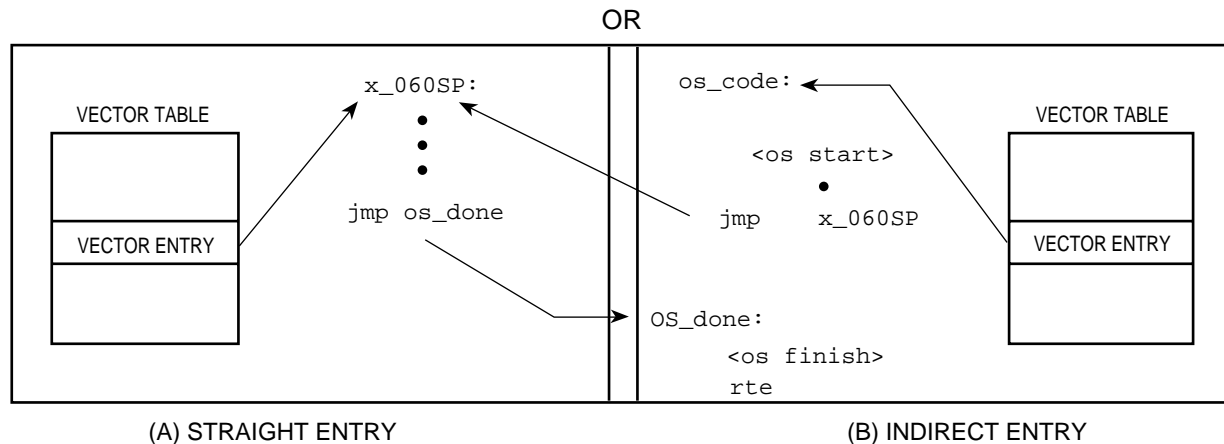 OR
x_060SP:
VECTOR TABLE
jmp os_done
VECTOR ENTRY
os_code:
VECTOR TABLE
<os start>
jmp x_060SP
VECTOR ENTRY
OS_done:
<os finish>
rte
(A) STRAIGHT ENTRY
(B) INDIRECT ENTRY